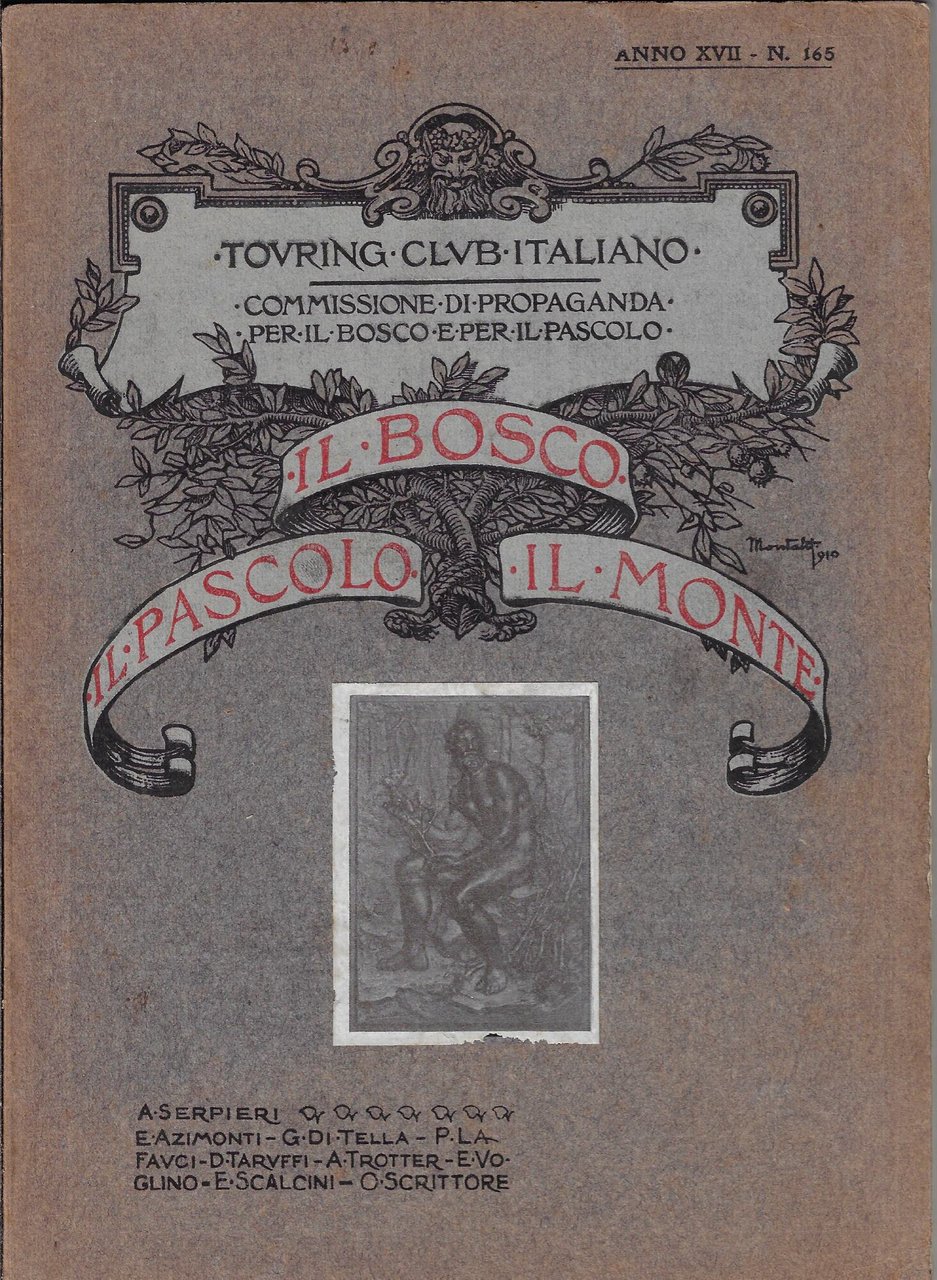 ANNO XVII - N. 165
·TOVRING·CLVB·ITALIANO·
·COMMISSIONE·DI·PROPAGANDA·
·PER·IL·BOSCO·E·PER·IL·PASCOLO·
·IL·BOSCO·
·IL·PASCOLO·
·IL·MONTE·
1910
A·SERPIERI
E·AZIMONTI-G·DI·TELLA-P·LA
FAVCI-D·TARVFFI-A·TROTTER-E·VO-
GLINO-E·SCALCINI-O·SCRITTORE